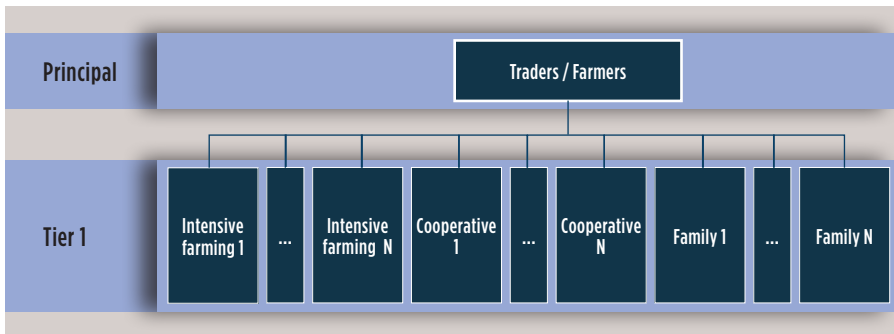 Principal
Traders / Farmers
Tier 1
Intensive
farming 1
...
Intensive
farming N
Cooperative
1
...
Cooperative
N
Family 1
...
Family N